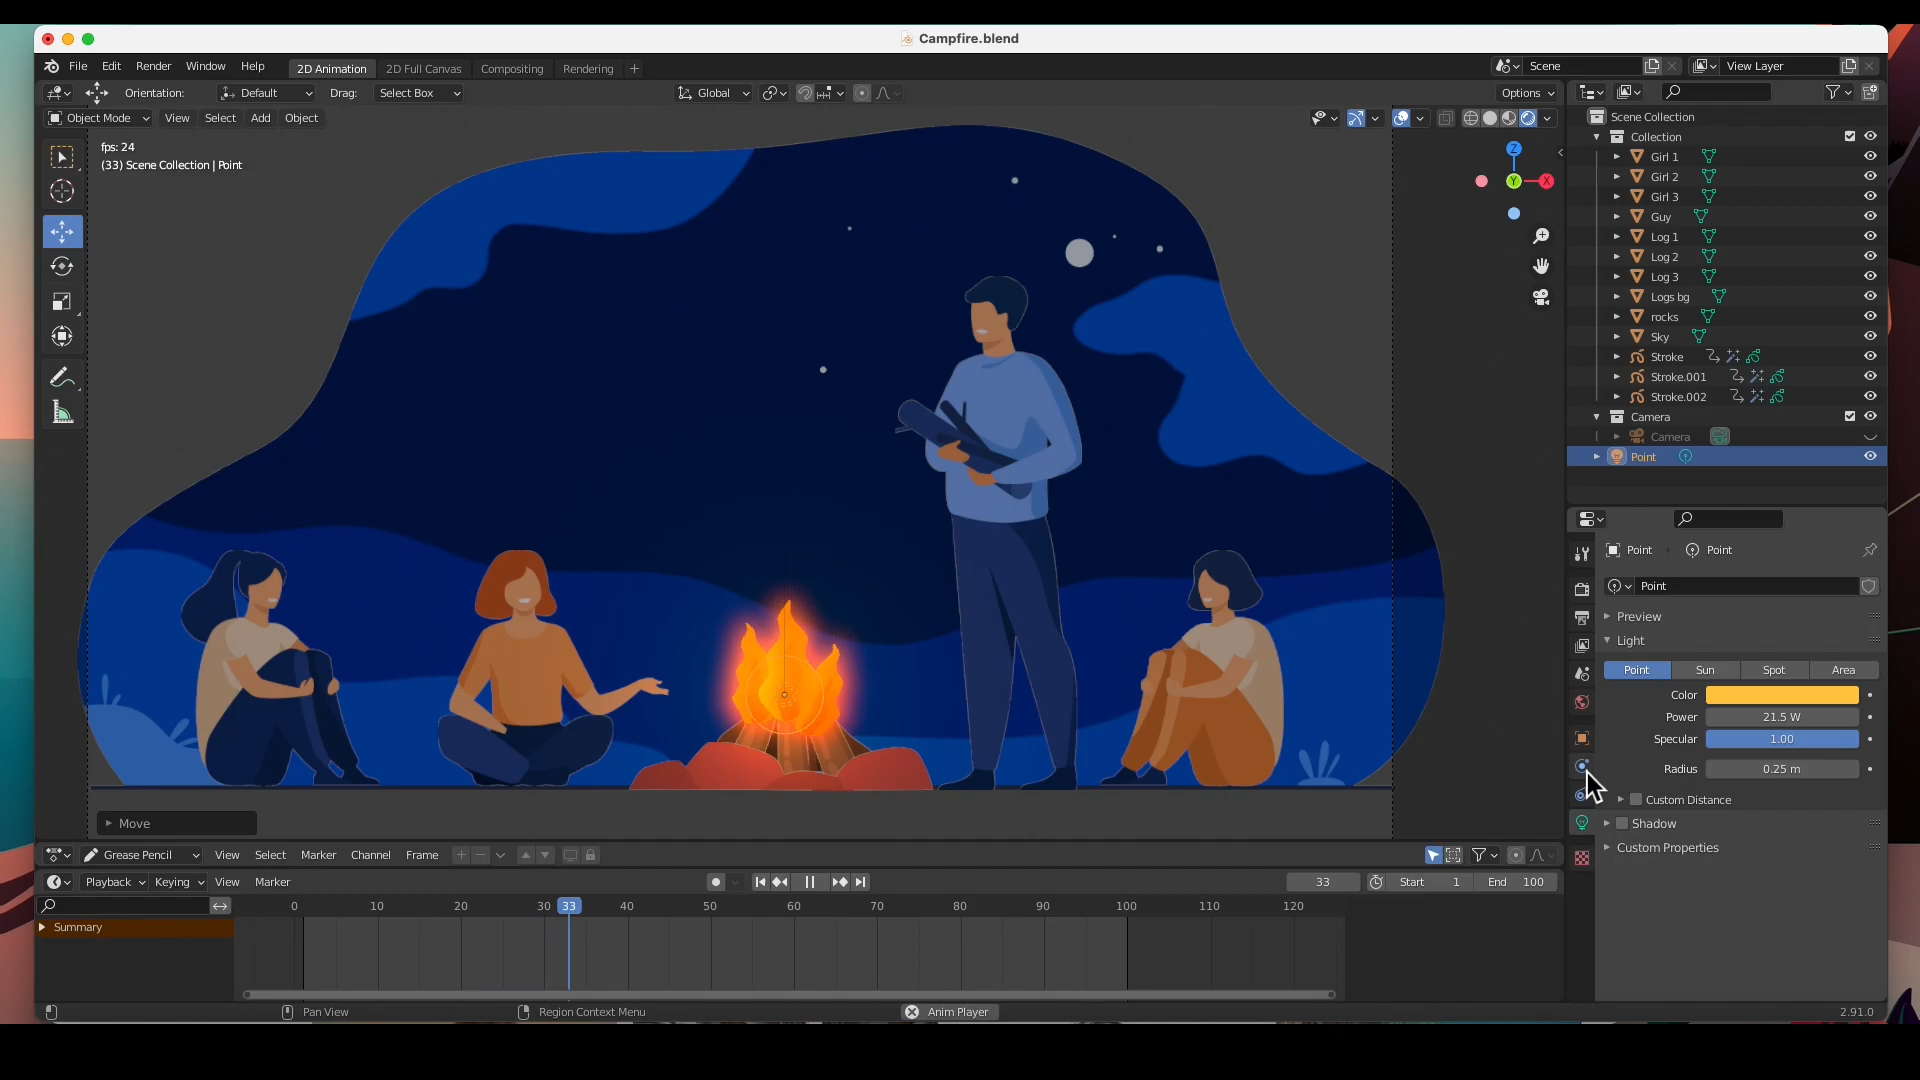 Campfire.blend
File Edit Render Window Help 2D Animation 2D Full Canvas Compositing Rendering + Scene View Layer
Orientation: Default Drag: Select Box Global Options
Object Mode View Select Add Object
fps: 24
(33) Scene Collection | Point
Z
Y X
Scene Collection
Collection
Girl 1
Girl 2
Girl 3
Guy
Log 1
Log 2
Log 3
Logs bg
rocks
Sky
Stroke
Stroke.001
Stroke.002
Camera
Camera
Point
Point Point
Point
Preview
Light
Point Sun Spot Area
Color
Power 21.5 W
Specular 1.00
Radius 0.25 m
Custom Distance
Shadow
Custom Properties
Move
Grease Pencil View Select Marker Channel Frame
Playback Keying View Marker 33 Start 1 End 100
0 10 20 30 33 40 50 60 70 80 90 100 110 120
Summary
Pan View Region Context Menu Anim Player 2.91.0